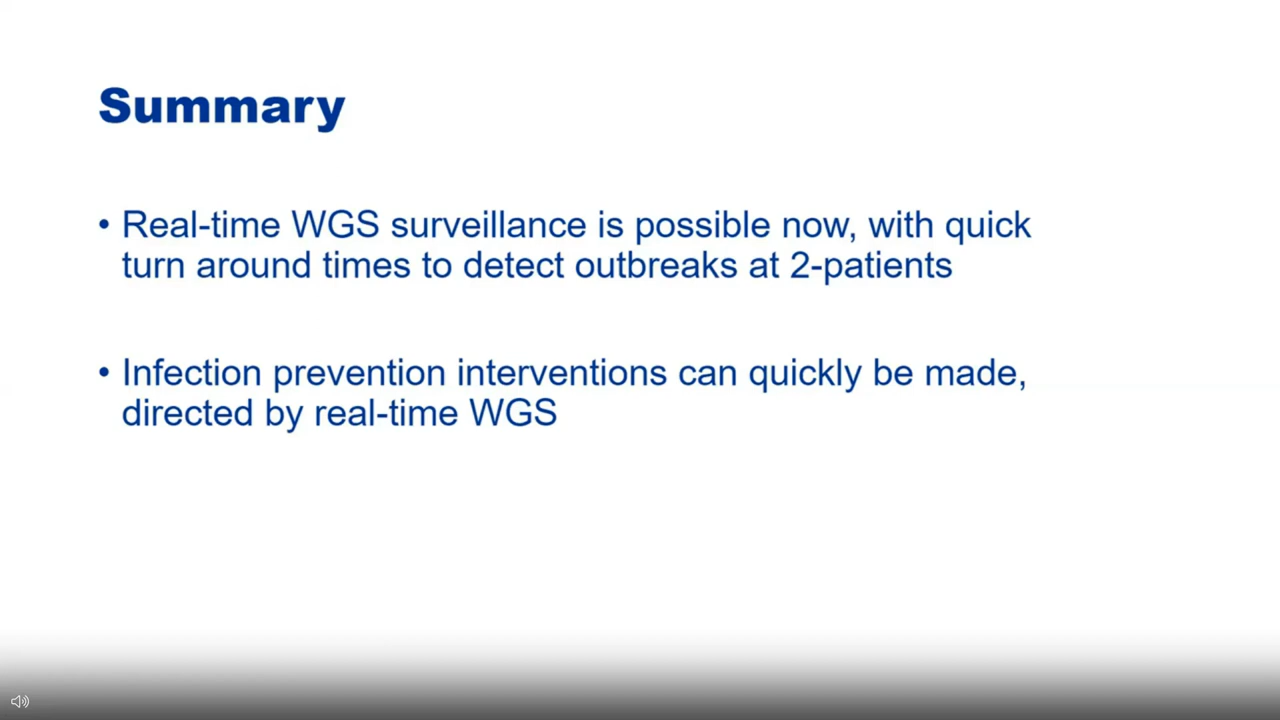 Summary
• Real-time WGS surveillance is possible now, with quick
turn around times to detect outbreaks at 2-patients
• Infection prevention interventions can quickly be made,
directed by real-time WGS